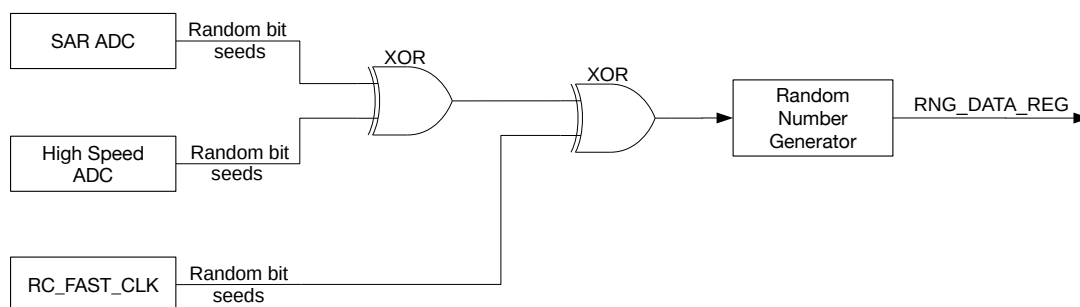 SAR ADC
Random bit
seeds
XOR
XOR
High Speed
ADC
Random bit
seeds
Random
Number
Generator
RNG_DATA_REG
RC_FAST_CLK
Random bit
seeds